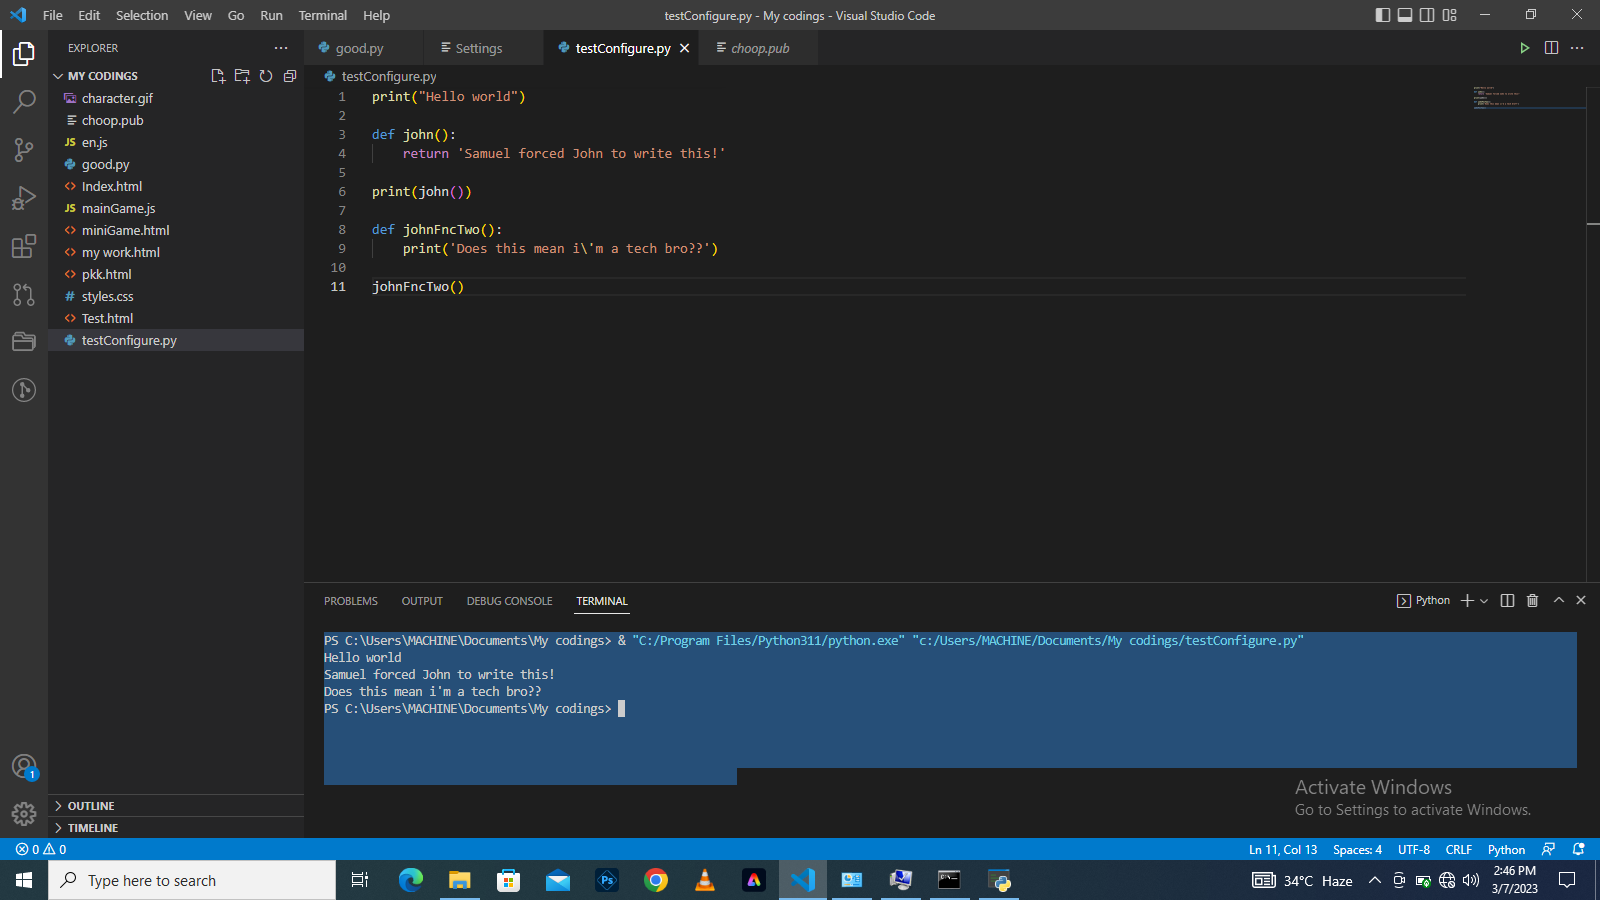 File Edit Selection View Go Run Terminal Help
testConfigure.py - My codings - Visual Studio Code
EXPLORER
MY CODINGS
character.gif
choop.pub
JS en.js
good.py
<> Index.html
JS mainGame.js
<> miniGame.html
<> my work.html
<> pkk.html
# styles.css
<> Test.html
testConfigure.py
OUTLINE
TIMELINE
good.py Settings testConfigure.py choop.pub
testConfigure.py
1 print("Hello world")
2
3 def john():
4 return 'Samuel forced John to write this!'
5
6 print(john())
7
8 def johnFncTwo():
9 print('Does this mean i\'m a tech bro??')
10
11 johnFncTwo()
PROBLEMS OUTPUT DEBUG CONSOLE TERMINAL
Python
PS C:\Users\MACHINE\Documents\My codings> & "C:/Program Files/Python311/python.exe" "c:/Users/MACHINE/Documents/My codings/testConfigure.py"
Hello world
Samuel forced John to write this!
Does this mean i'm a tech bro??
PS C:\Users\MACHINE\Documents\My codings>
Activate Windows
Go to Settings to activate Windows.
1
0 0
Ln 11, Col 13 Spaces: 4 UTF-8 CRLF Python
Type here to search
Ps
34°C Haze
2:46 PM
3/7/2023